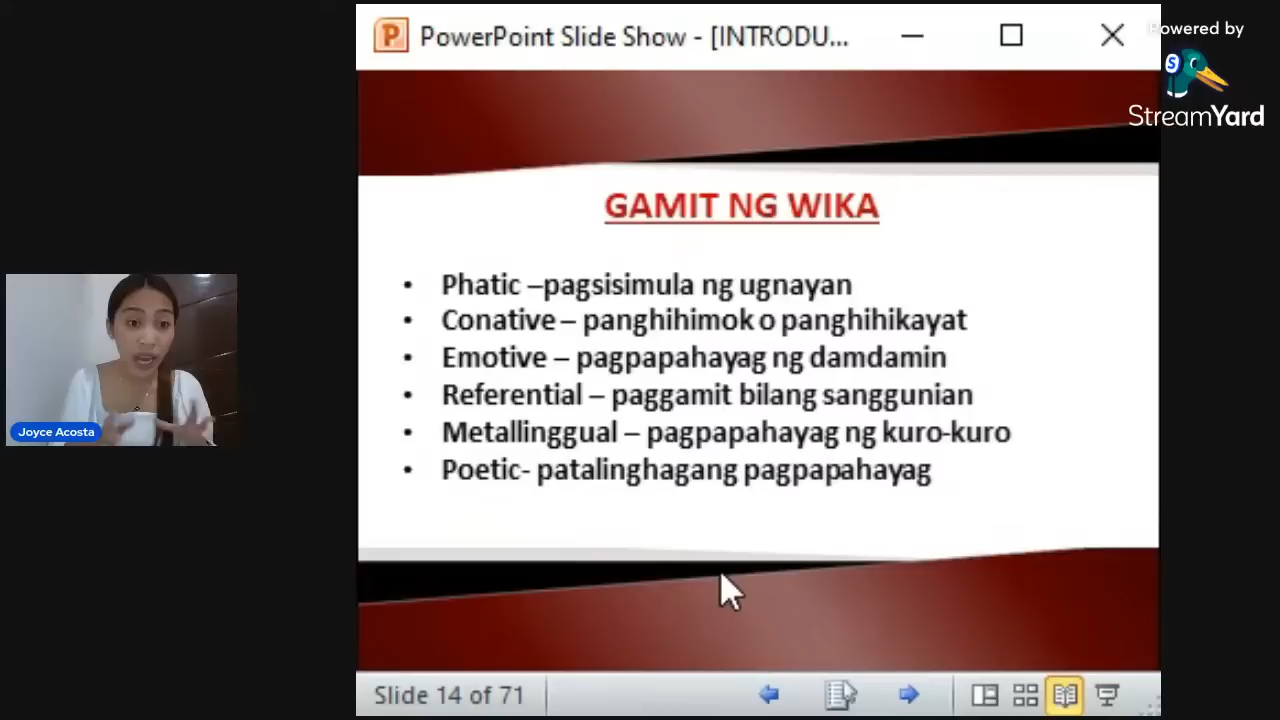 PowerPoint Slide Show - [INTRODU...
Powered by
StreamYard
GAMIT NG WIKA
• Phatic –pagsisimula ng ugnayan
• Conative – panghihimok o panghihikayat
• Emotive – pagpapahayag ng damdamin
• Referential – paggamit bilang sanggunian
• Metallinggual – pagpapahayag ng kuro-kuro
• Poetic- patalinghagang pagpapahayag
Joyce Acosta
Slide 14 of 71